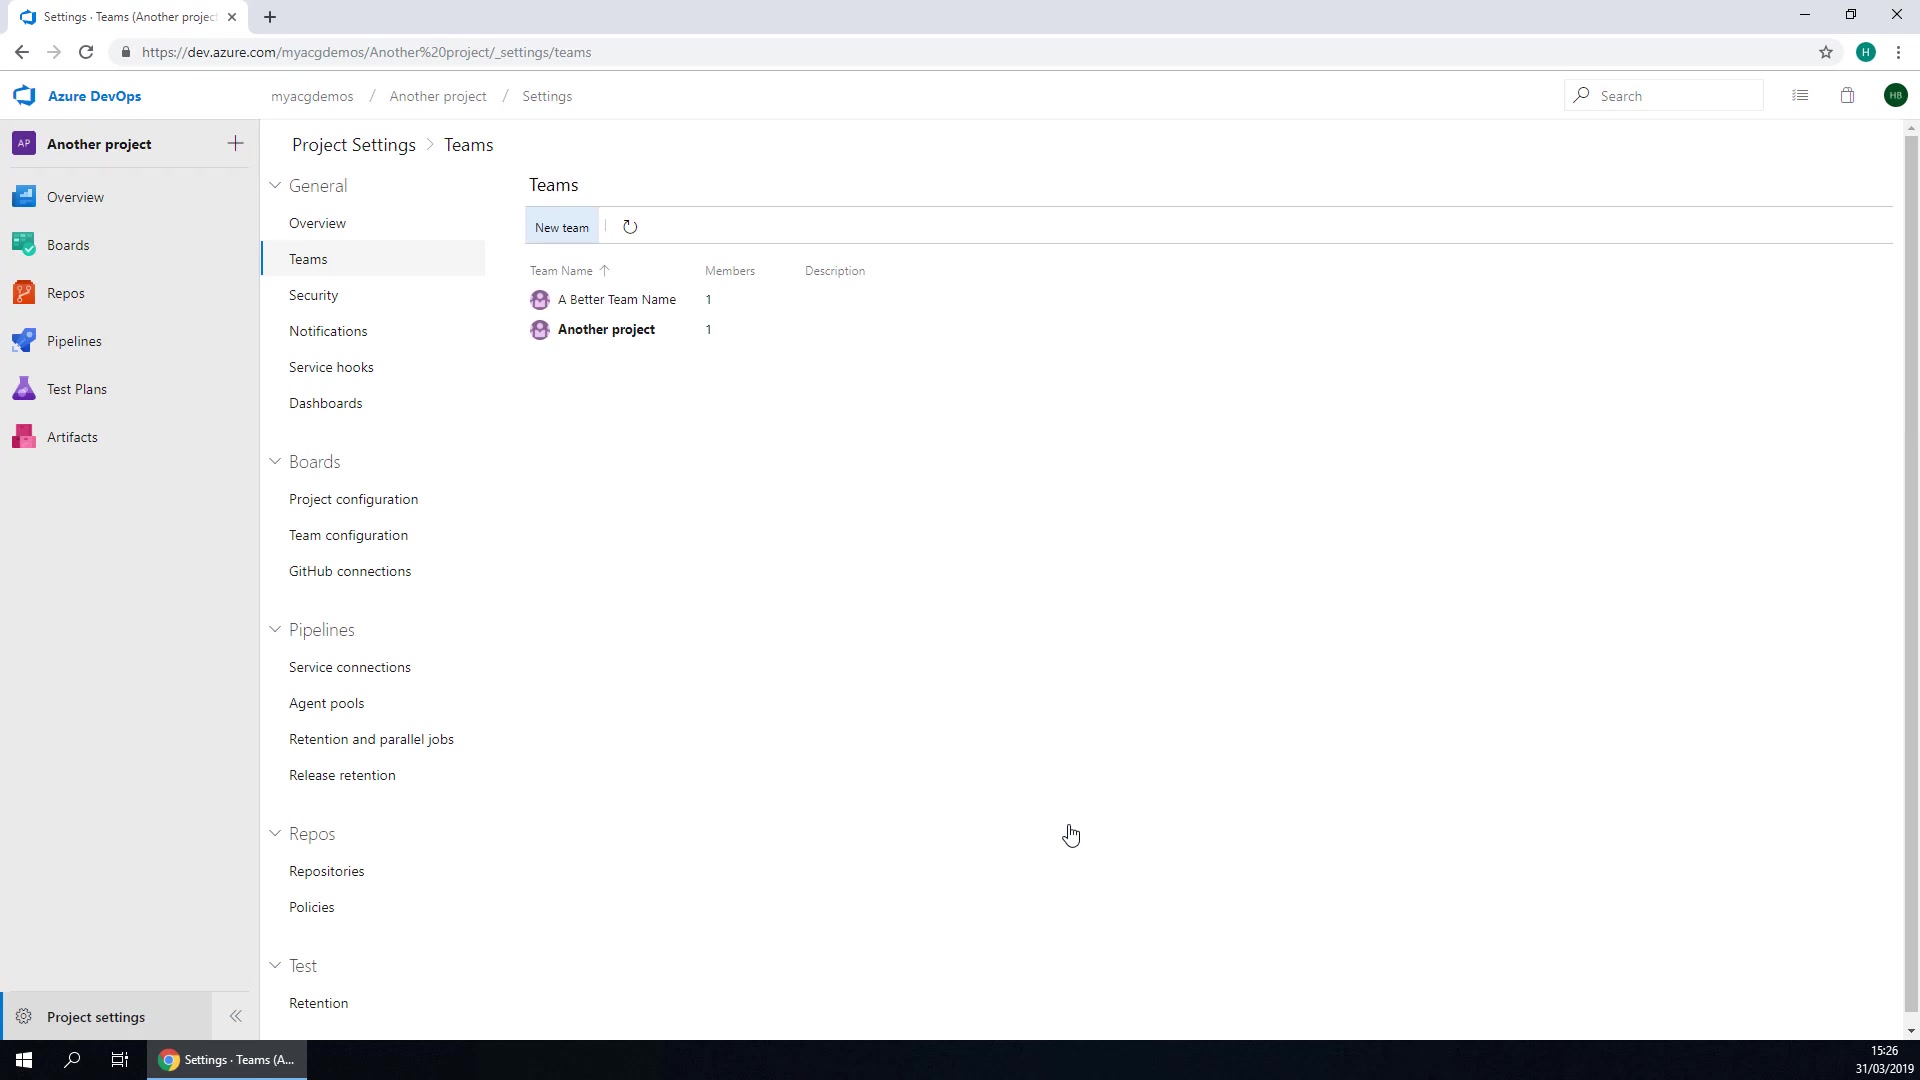 Settings · Teams (Another project
https://dev.azure.com/myacgdemos/Another%20project/_settings/teams
H
Azure DevOps
myacgdemos / Another project / Settings
Search
HB
AP Another project
Overview
Boards
Repos
Pipelines
Test Plans
Artifacts
Project settings
Project Settings > Teams
General
Overview
Teams
Security
Notifications
Service hooks
Dashboards
Boards
Project configuration
Team configuration
GitHub connections
Pipelines
Service connections
Agent pools
Retention and parallel jobs
Release retention
Repos
Repositories
Policies
Test
Retention
Teams
New team
Team Name Members Description
A Better Team Name 1
Another project 1
Settings · Teams (A...
15:26
31/03/2019